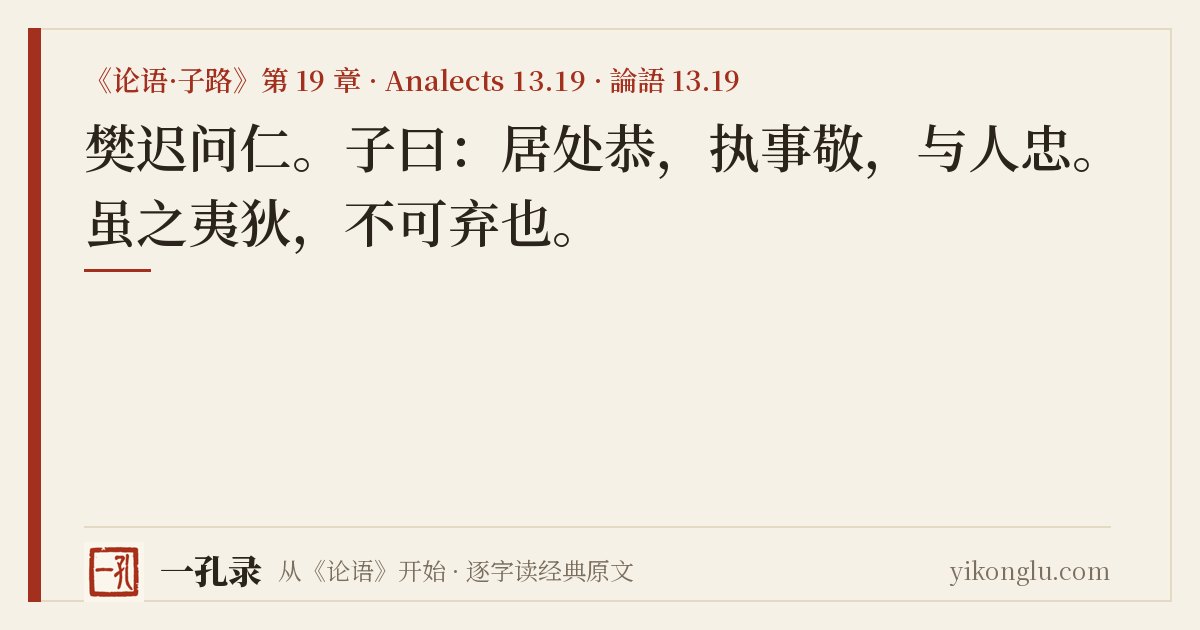 《论语·子路》第 19 章 · Analects 13.19 · 論語 13.19
樊迟问仁。子曰：居处恭，执事敬，与人忠。
虽之夷狄，不可弃也。
一孔
一孔录 从《论语》开始 · 逐字读经典原文 yikonglu.com